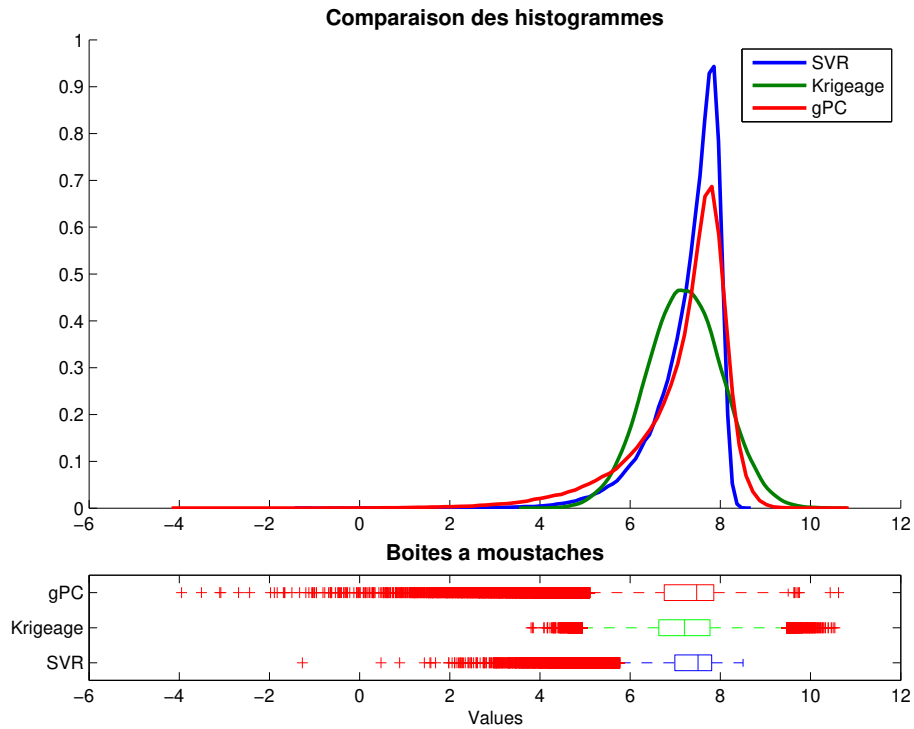 Comparaison des histogrammes
1
0.9
0.8
0.7
0.6
0.5
0.4
0.3
0.2
0.1
0
SVR
Krigeage
gPC
−6 −4 −2 0 2 4 6 8 10 12
Boites a moustaches
gPC
Krigeage
SVR
−6 −4 −2 0 2 4 6 8 10 12
Values